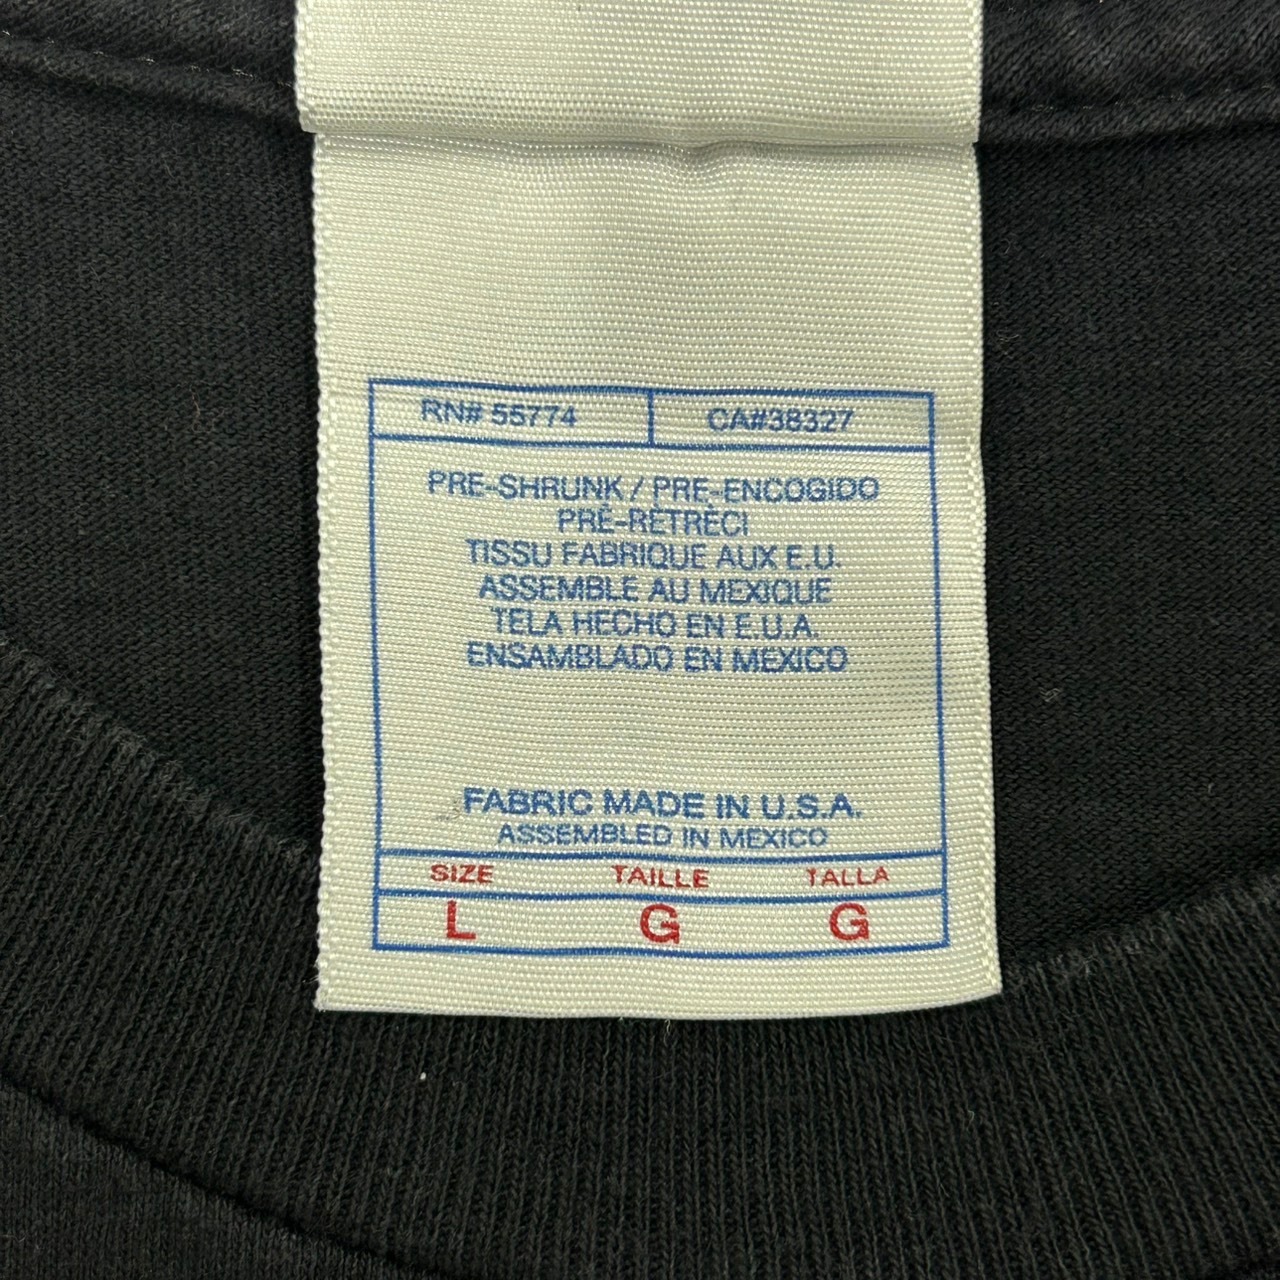 RN# 55774 CA#38327
PRE-SHRUNK / PRE-ENCOGIDO
PRÉ-RÈTRÈCI
TISSU FABRIQUE AUX E.U.
ASSEMBLE AU MEXIQUE
TELA HECHO EN E.U.A.
ENSAMBLADO EN MEXICO
FABRIC MADE IN U.S.A.
ASSEMBLED IN MEXICO
SIZE TAILLE TALLA
L G G